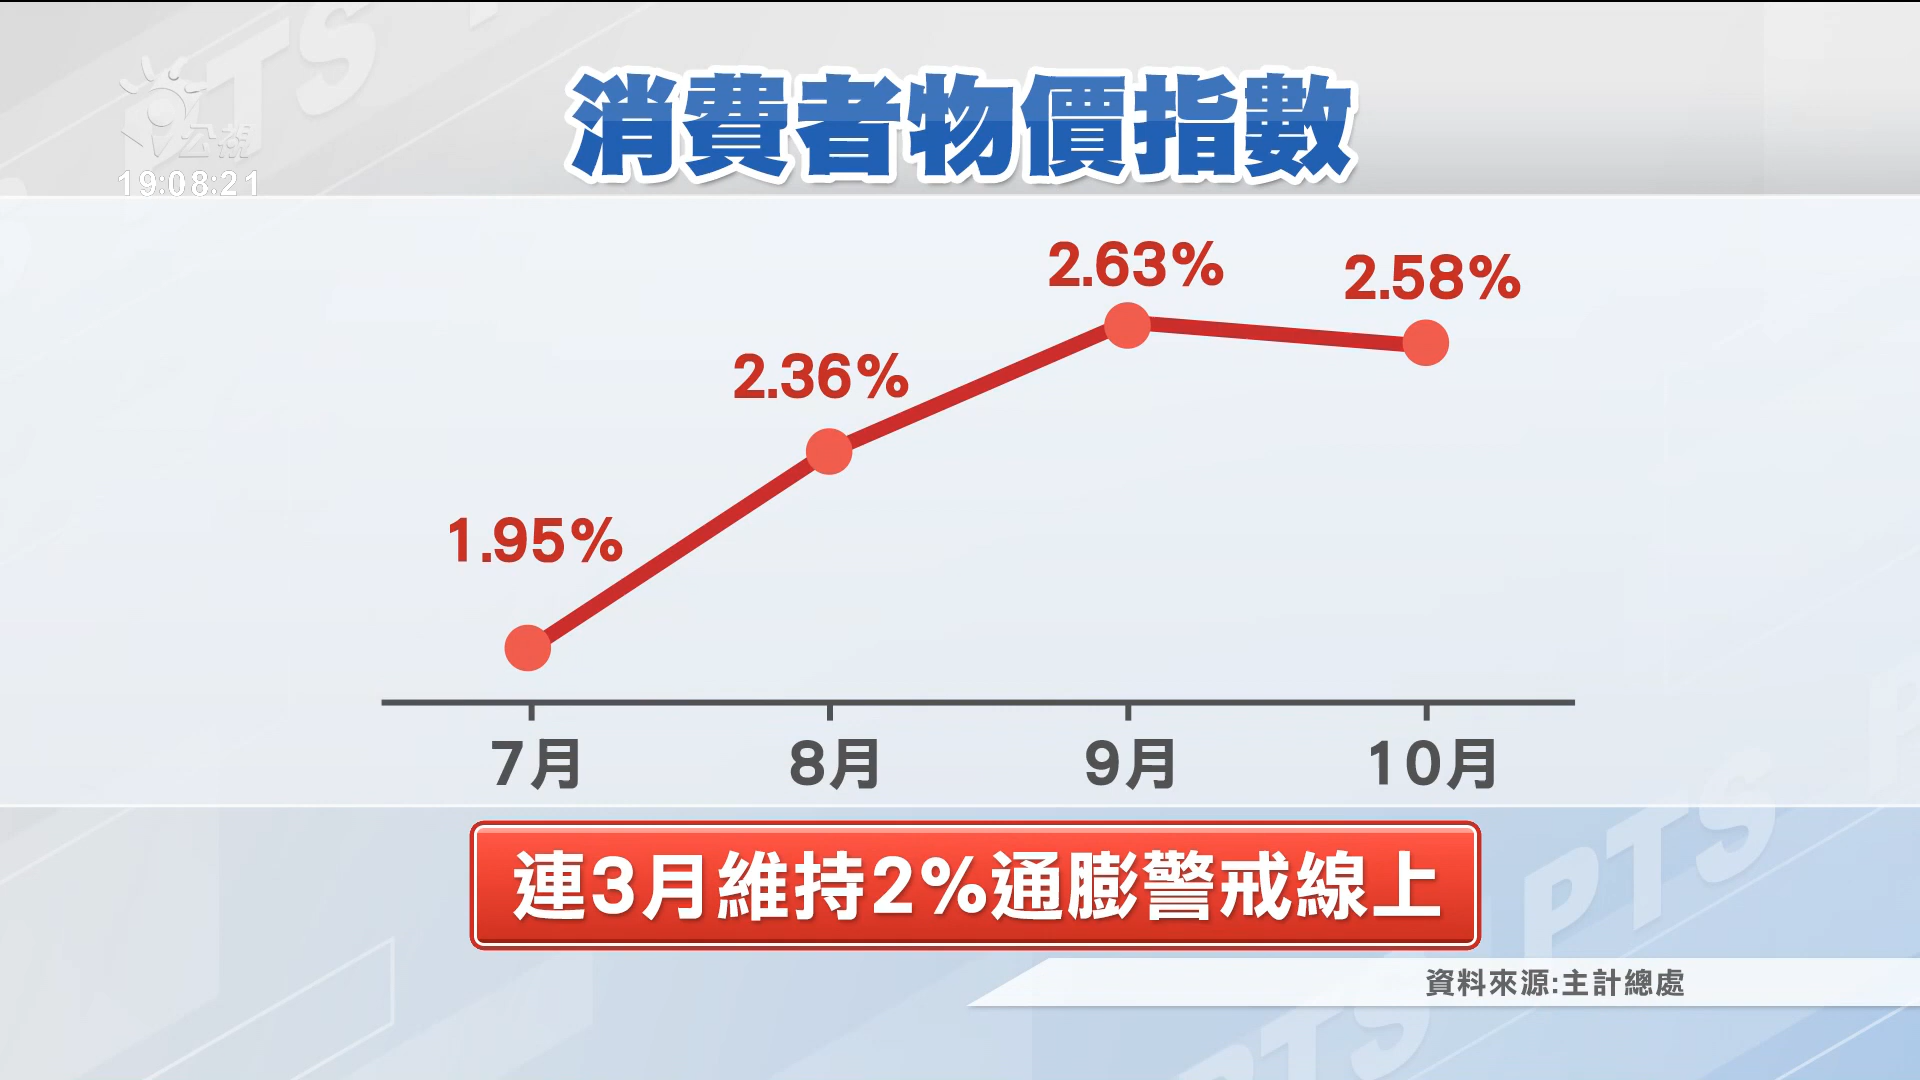 PTS
公視
19:08:21
消費者物價指數
1.95%
2.36%
2.63%
2.58%
7月
8月
9月
10月
連3月維持2%通膨警戒線上
資料來源:主計總處
PTS
PTS